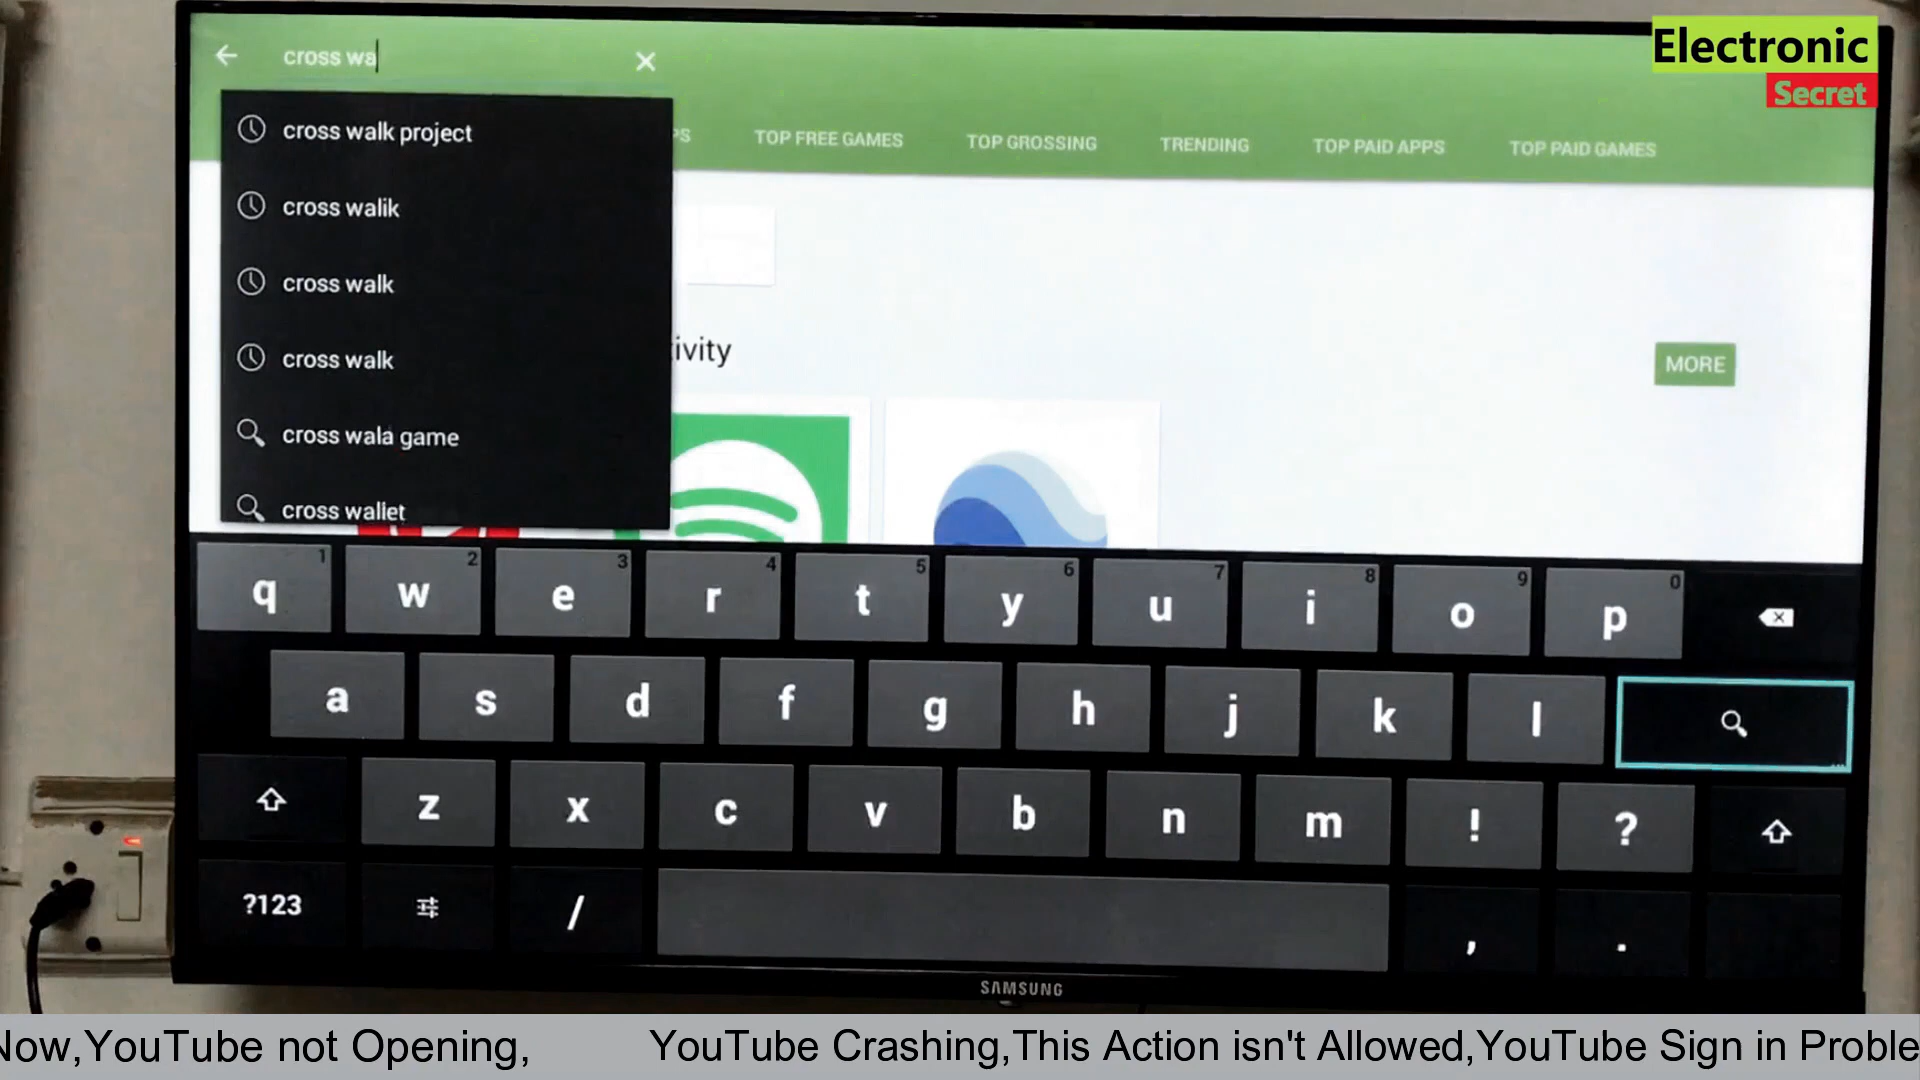 cross wa
Electronic
Secret
cross walk project
TOP FREE GAMES
TOP GROSSING
TRENDING
TOP PAID APPS
TOP PAID GAMES
cross walik
cross walk
ivity
cross walk
MORE
cross wala game
cross wallet
1 2 3 4 5 6 7 8 9 0
q w e r t y u i o p
a s d f g h j k l
z x c v b n m ! ?
?123 / , .
SAMSUNG
Now,YouTube not Opening, YouTube Crashing,This Action isn't Allowed,YouTube Sign in Proble